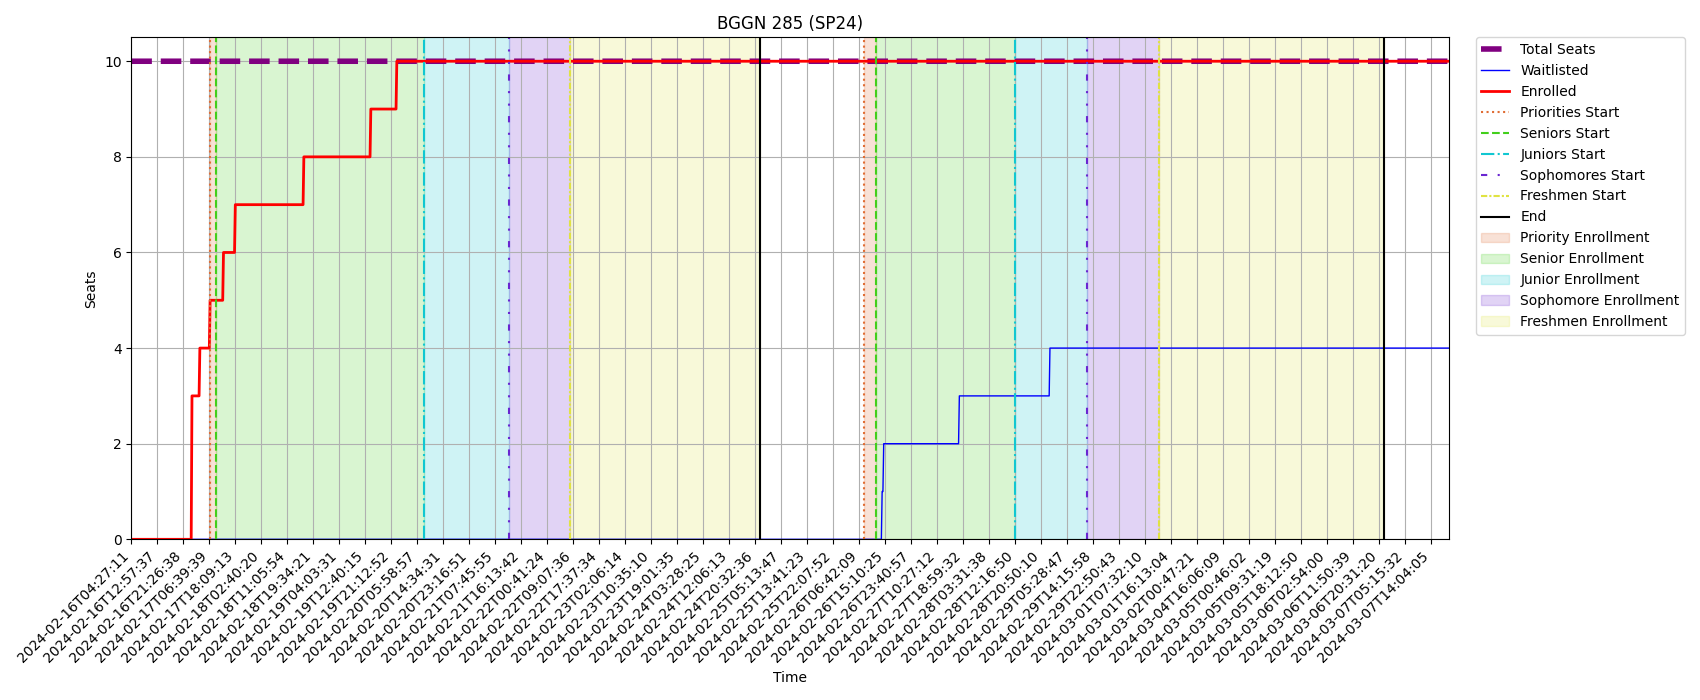 BGGN 285 (SP24)
Seats
10
8
6
4
2
0
2024-02-16T04:27:11
2024-02-16T12:57:37
2024-02-16T21:26:38
2024-02-17T06:39:39
2024-02-17T18:09:13
2024-02-18T02:40:20
2024-02-18T11:05:54
2024-02-18T19:34:21
2024-02-19T04:03:31
2024-02-19T12:40:15
2024-02-19T21:12:52
2024-02-20T05:58:57
2024-02-20T14:34:31
2024-02-20T23:16:51
2024-02-21T07:45:55
2024-02-21T16:13:42
2024-02-22T00:41:24
2024-02-22T09:07:36
2024-02-22T17:37:34
2024-02-23T02:06:14
2024-02-23T10:35:10
2024-02-23T19:01:35
2024-02-24T03:28:25
2024-02-24T12:06:13
2024-02-24T20:32:36
2024-02-25T05:13:47
2024-02-25T13:41:23
2024-02-25T22:07:52
2024-02-26T06:42:09
2024-02-26T15:10:25
2024-02-26T23:40:57
2024-02-27T10:27:12
2024-02-27T18:59:32
2024-02-28T03:31:38
2024-02-28T12:16:50
2024-02-28T20:50:10
2024-02-29T05:28:47
2024-02-29T14:15:58
2024-02-29T22:50:43
2024-03-01T07:32:10
2024-03-01T16:13:04
2024-03-02T00:47:21
2024-03-04T16:06:09
2024-03-05T00:46:02
2024-03-05T09:31:19
2024-03-05T18:12:50
2024-03-06T02:54:00
2024-03-06T11:50:39
2024-03-06T20:31:20
2024-03-07T05:15:32
2024-03-07T14:04:05
Time
Total Seats
Waitlisted
Enrolled
Priorities Start
Seniors Start
Juniors Start
Sophomores Start
Freshmen Start
End
Priority Enrollment
Senior Enrollment
Junior Enrollment
Sophomore Enrollment
Freshmen Enrollment